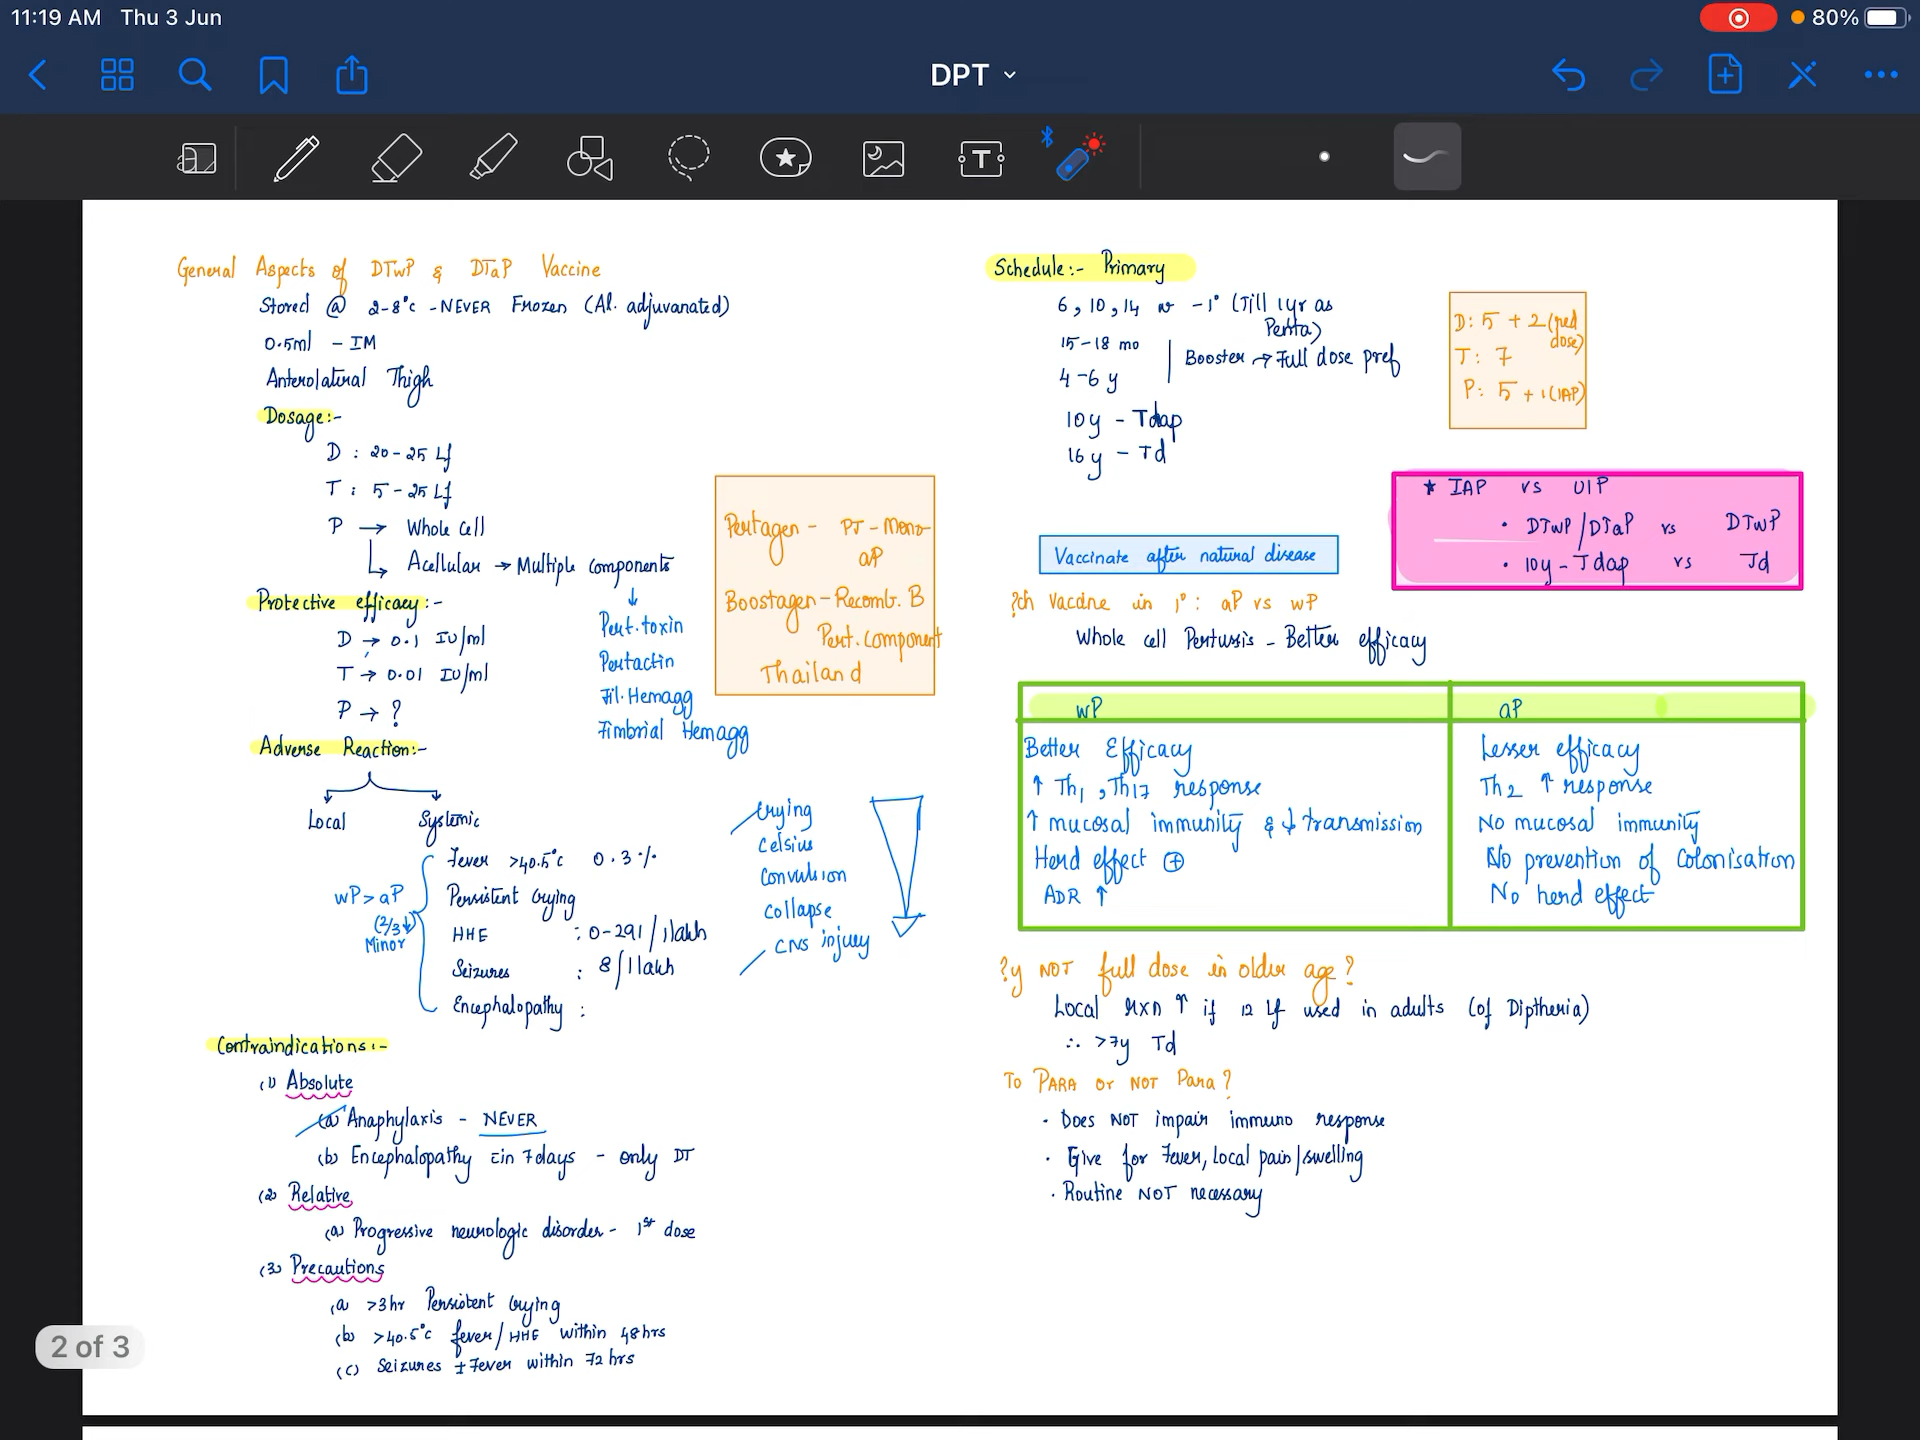 11:19 AM Thu 3 Jun
80%
DPT
General Aspects of DTwP & DTaP Vaccine
Stored @ 2-8°C - NEVER Frozen (Al. adjuvanated)
0.5ml - IM
Anterolateral Thigh
Dosage:-
D : 20-25 Lf
T : 5-25 Lf
P → Whole cell
Acellular → Multiple components
↓
Pert. toxin
Pertactin
Fil. Hemagg
Fimbrial Hemagg
Protective efficacy:-
D → 0.1 IU/ml
T → 0.01 IU/ml
P → ?
Pertagen - PT - Mono-
aP
Boostagen - Recomb. B
Pert. component
Thailand
Adverse Reaction:-
Local Systemic
wP > aP
(2/3↓)
Minor
Fever >40.5°C 0.3%
Persistent crying
HHE : 0-291/1lakh
Seizures : 8/1lakh
Encephalopathy :
Crying
Celsius
Convulsion
Collapse
CNS injury
Contraindications:-
(1) Absolute
(a) Anaphylaxis - NEVER
(b) Encephalopathy =in 7days - only DT
(2) Relative
(a) Progressive neurologic disorder - 1st dose
(3) Precautions
(a >3hr Persistent crying
(b) >40.5°C fever/HHE within 48hrs
(c) Seizures ± Fever within 72 hrs
Schedule:- Primary
6, 10, 14 w - 1° (Till 1yr as
Penta)
15-18 mo
4-6 y
Booster → Full dose pref
10y - Tdap
16y - Td
D: 5 + 2 (red
dose)
T: 7
P: 5 + 1 (IAP)
★ IAP vs UIP
• DTwP/DTaP vs DTwP
• 10y - Tdap vs Td
Vaccinate after natural disease
?ch Vaccine in 1° : aP vs wP
Whole cell Pertussis - Better efficacy
wP
Better Efficacy
↑ Th1, Th17 response
↑ mucosal immunity & ↓ transmission
Herd effect ⊕
ADR ↑
aP
Lesser efficacy
Th2 ↑ response
No mucosal immunity
No prevention of Colonisation
No herd effect
?y NOT full dose in older age?
Local rxn ↑ if 12 Lf used in adults (of Diptheria)
∴ >7y Td
To PARA or NOT Para?
• Does NOT impair immuno response
• Give for Fever, Local pain/swelling
• Routine NOT necessary
2 of 3